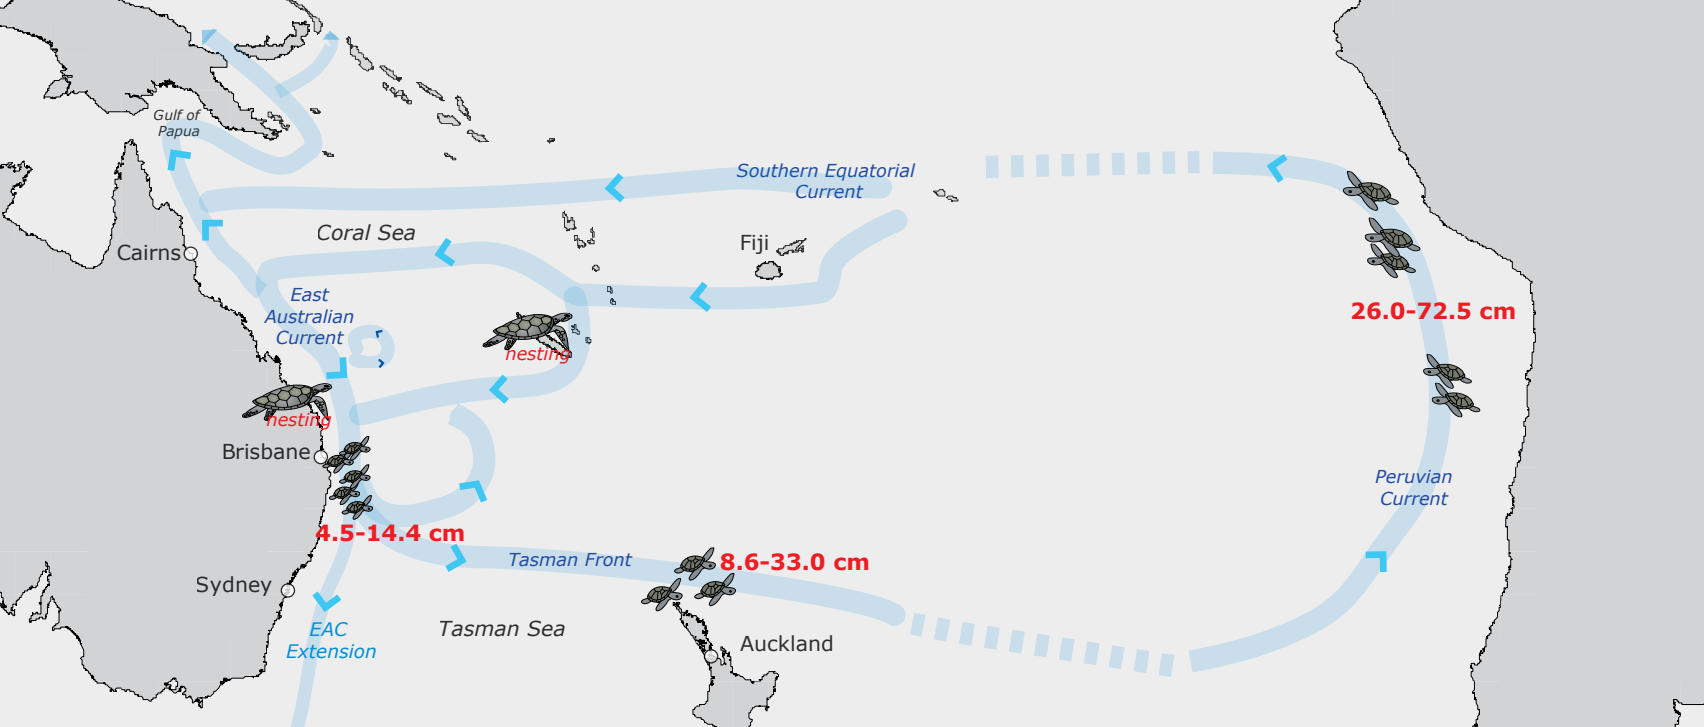 Gulf of
Papua
Southern Equatorial
Current
Coral Sea
Fiji
Cairns
East
Australian
Current
26.0-72.5 cm
nesting
nesting
Brisbane
Peruvian
Current
4.5-14.4 cm
Tasman Front
8.6-33.0 cm
Sydney
EAC
Extension
Tasman Sea
Auckland